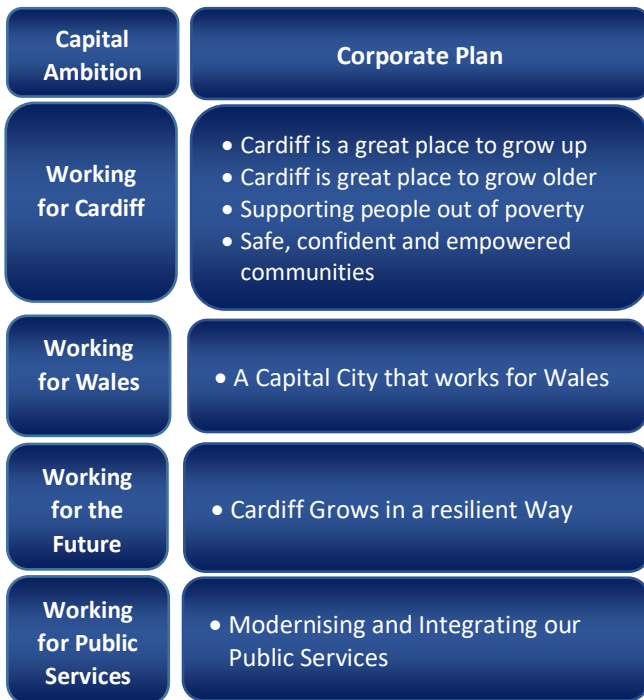 Capital
Ambition
Corporate Plan
Working
for Cardiff
• Cardiff is a great place to grow up
• Cardiff is great place to grow older
• Supporting people out of poverty
• Safe, confident and empowered
communities
Working
for Wales
• A Capital City that works for Wales
Working
for the
Future
• Cardiff Grows in a resilient Way
Working
for Public
Services
• Modernising and Integrating our
Public Services